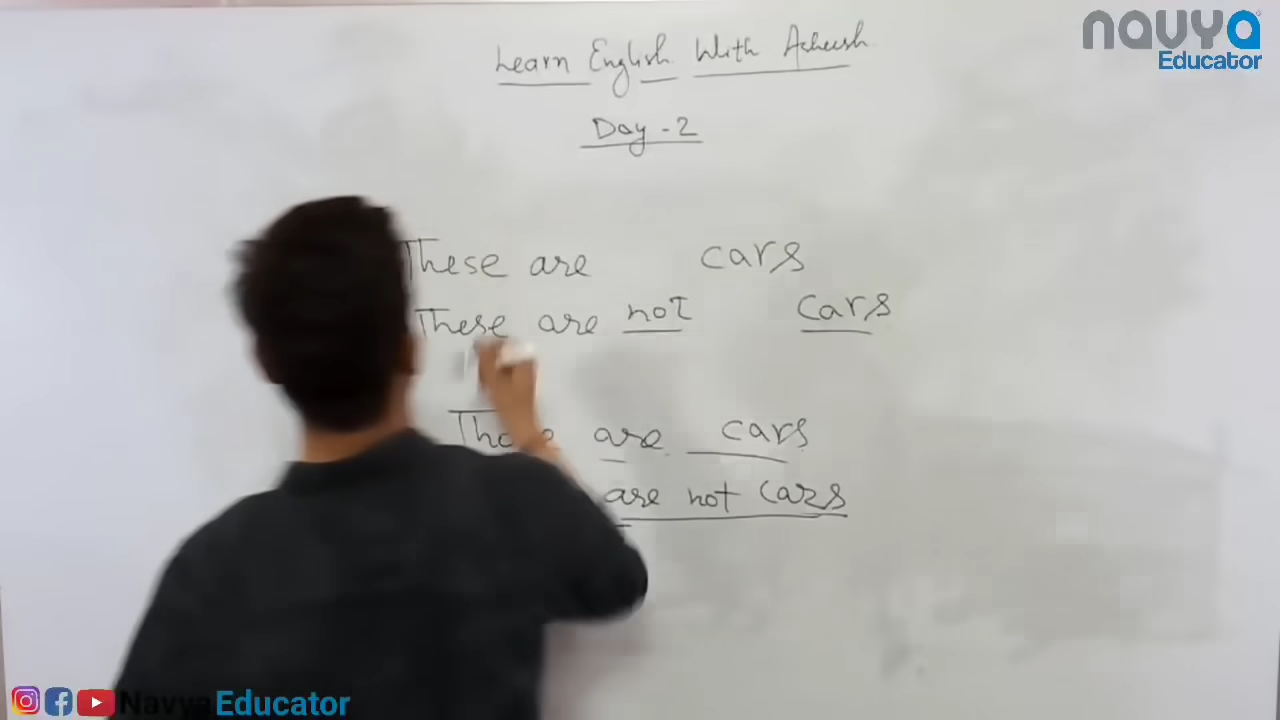 navya
Educator
Learn English With
Day - 2
These are cars
These are not cars
are cars
are not cars
Navya Educator